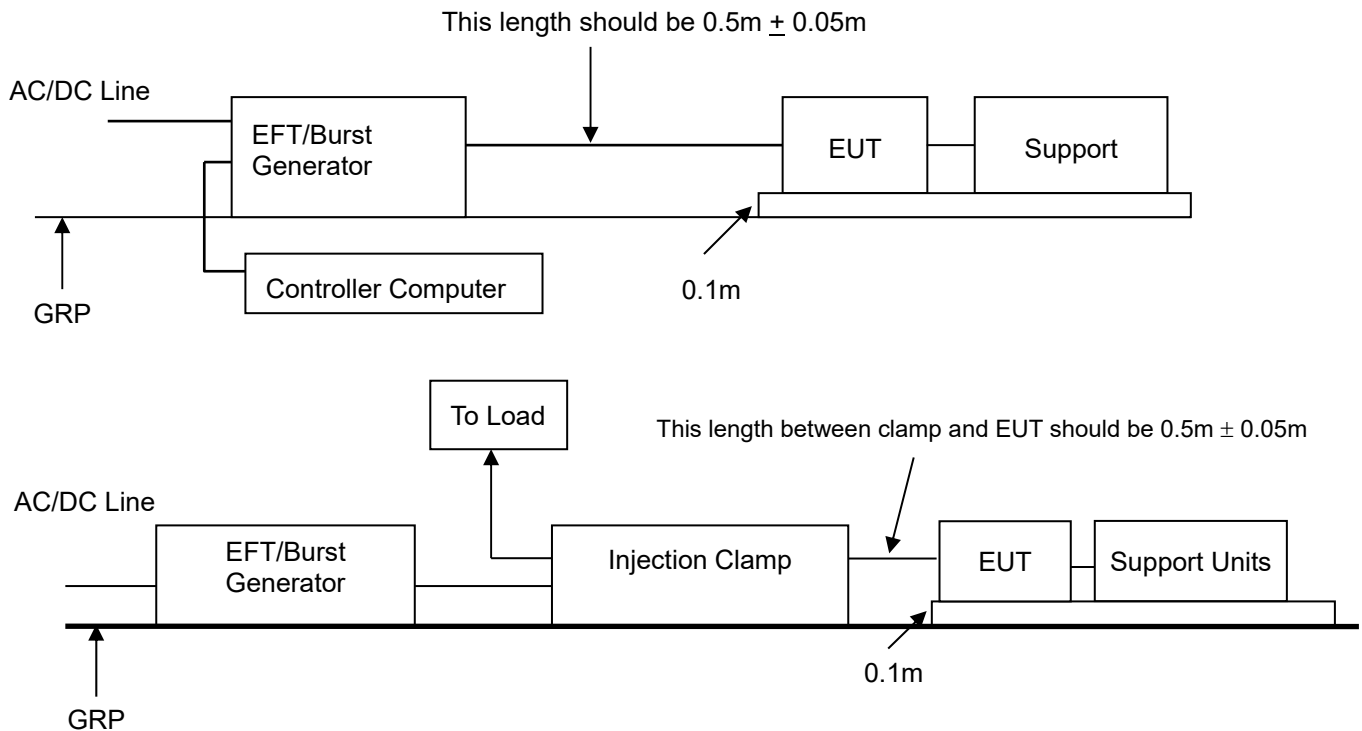 This length should be 0.5m ± 0.05m
AC/DC Line
EFT/Burst
Generator
EUT
Support
Controller Computer
0.1m
GRP
To Load
This length between clamp and EUT should be 0.5m ± 0.05m
AC/DC Line
EFT/Burst
Generator
Injection Clamp
EUT
Support Units
0.1m
GRP